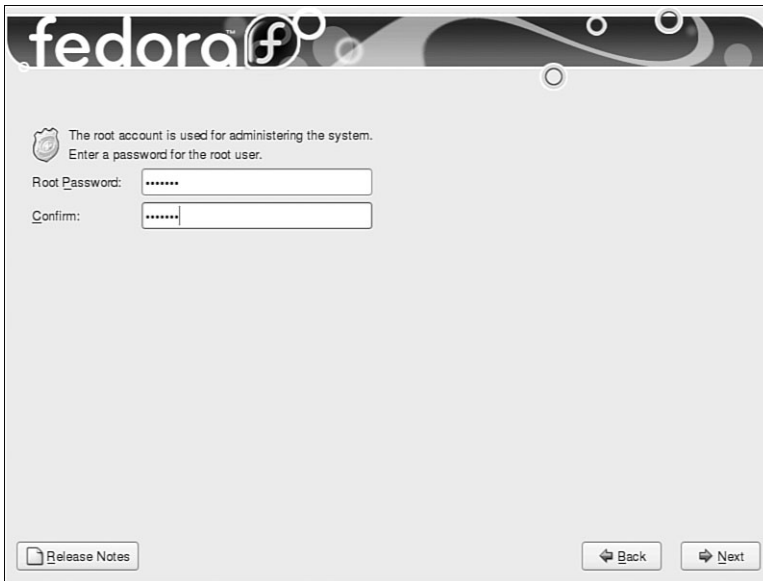 fedora™ f
The root account is used for administering the system.
Enter a password for the root user.
Root Password: •••••••
Confirm: •••••••
Release Notes
Back
Next